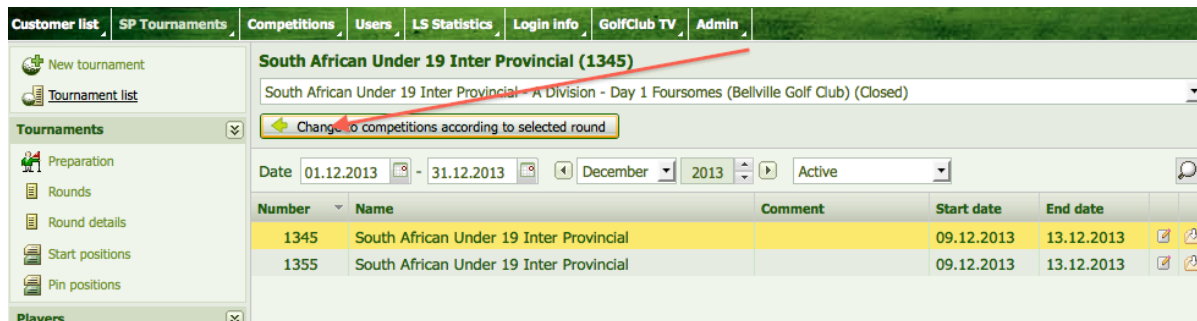 Customer list SP Tournaments Competitions Users LS Statistics Login info GolfClub TV Admin
New tournament
Tournament list
Tournaments
Preparation
Rounds
Round details
Start positions
Pin positions
Players
South African Under 19 Inter Provincial (1345)
South African Under 19 Inter Provincial - A Division - Day 1 Foursomes (Bellville Golf Club) (Closed)
Change to competitions according to selected round
Date 01.12.2013 - 31.12.2013 December 2013 Active
Number Name Comment Start date End date
1345 South African Under 19 Inter Provincial 09.12.2013 13.12.2013
1355 South African Under 19 Inter Provincial 09.12.2013 13.12.2013